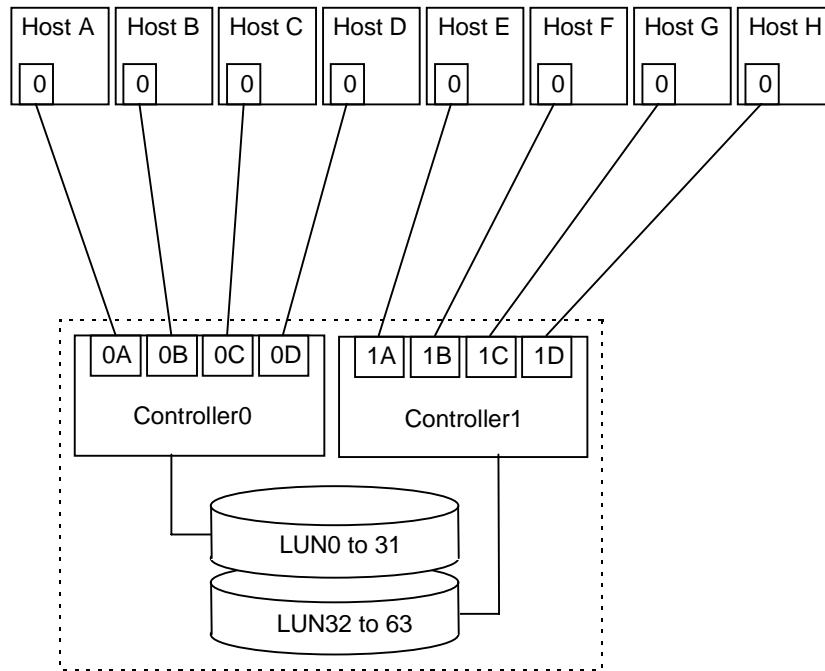 Host A Host B Host C Host D Host E Host F Host G Host H
0 0 0 0 0 0 0 0
0A 0B 0C 0D 1A 1B 1C 1D
Controller0 Controller1
LUN0 to 31
LUN32 to 63